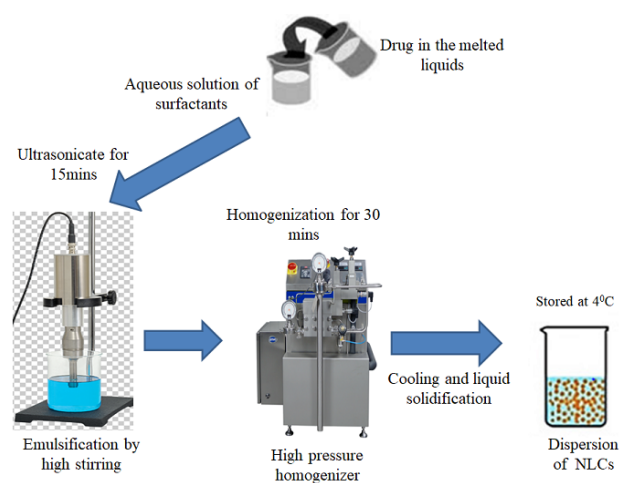 Drug in the melted
liquids
Aqueous solution of
surfactants
Ultrasonicate for
15mins
Homogenization for 30
mins
Stored at 4⁰C
Cooling and liquid
solidification
Emulsification by
high stirring
High pressure
homogenizer
Dispersion
of NLCs